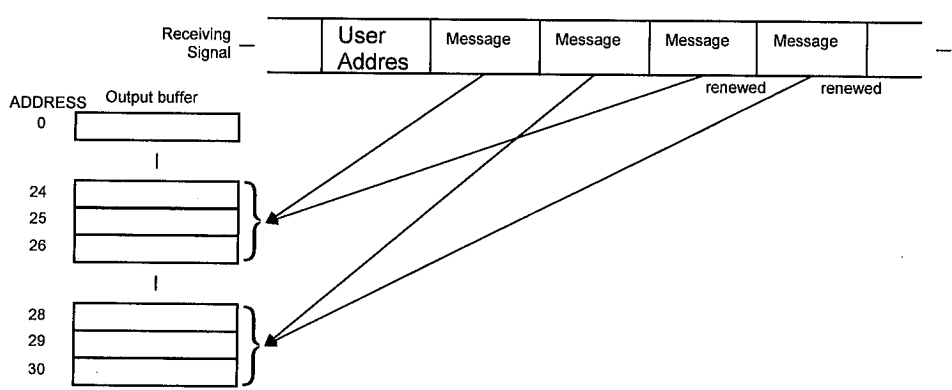 Receiving
Signal
User
Addres
Message
Message
Message
Message
renewed
renewed
ADDRESS
Output buffer
0
24
25
26
28
29
30